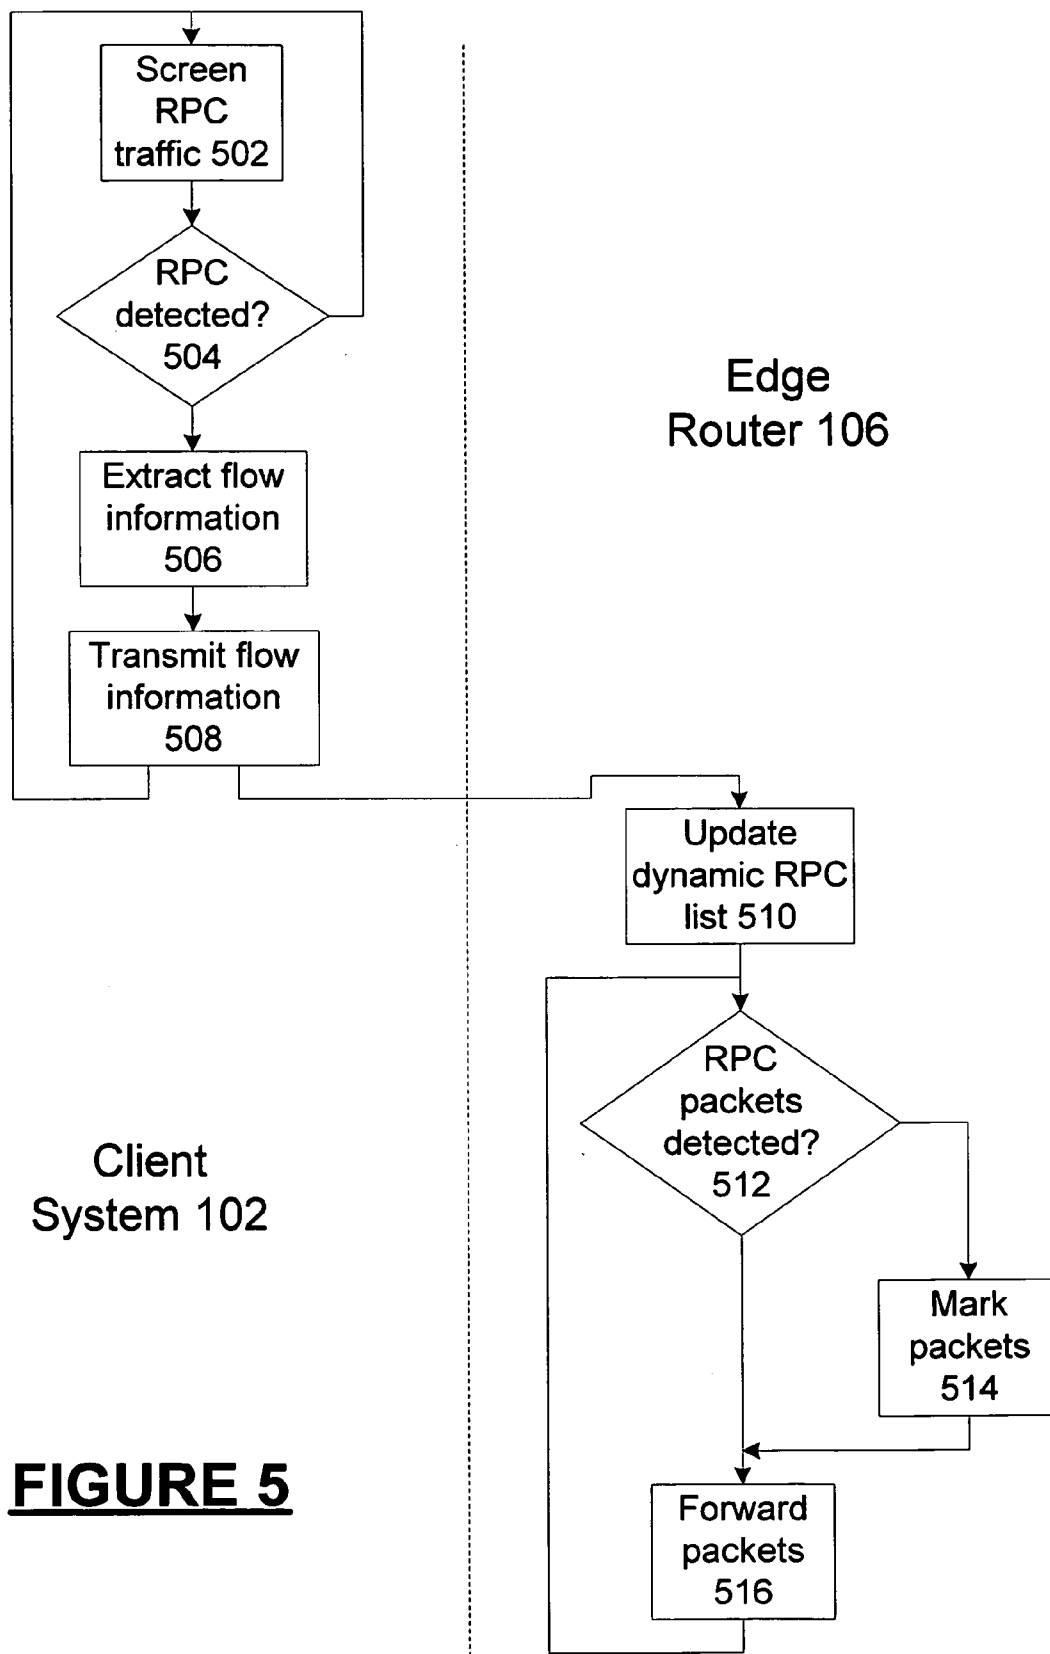 Screen
RPC
traffic 502
RPC
detected?
504
Edge
Router 106
Extract flow
information
506
Transmit flow
information
508
Update
dynamic RPC
list 510
RPC
packets
detected?
512
Client
System 102
Mark
packets
514
FIGURE 5
Forward
packets
516